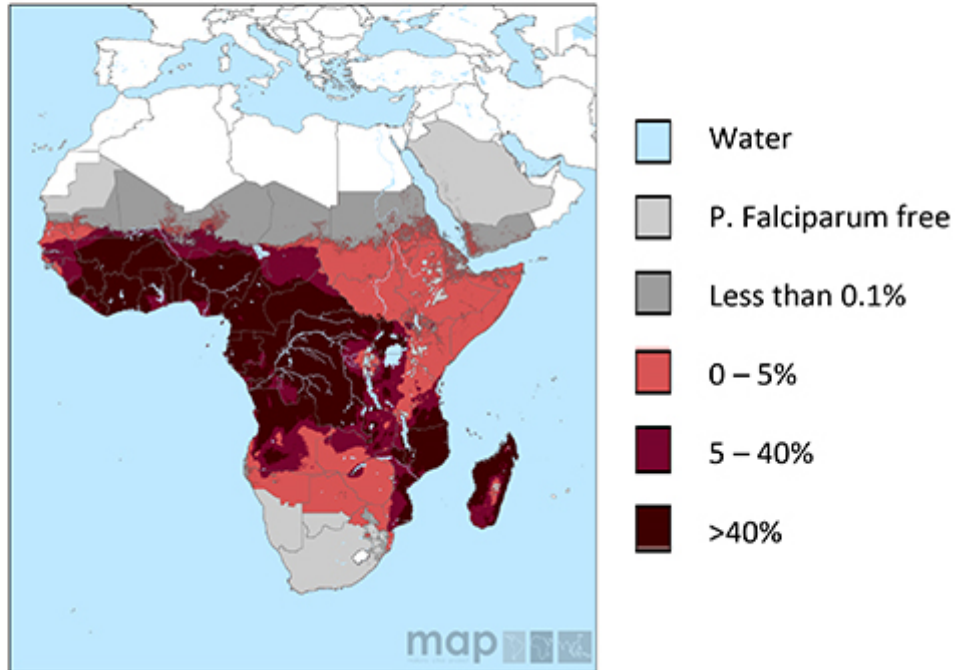 Water
P. Falciparum free
Less than 0.1%
0 – 5%
5 – 40%
>40%
map